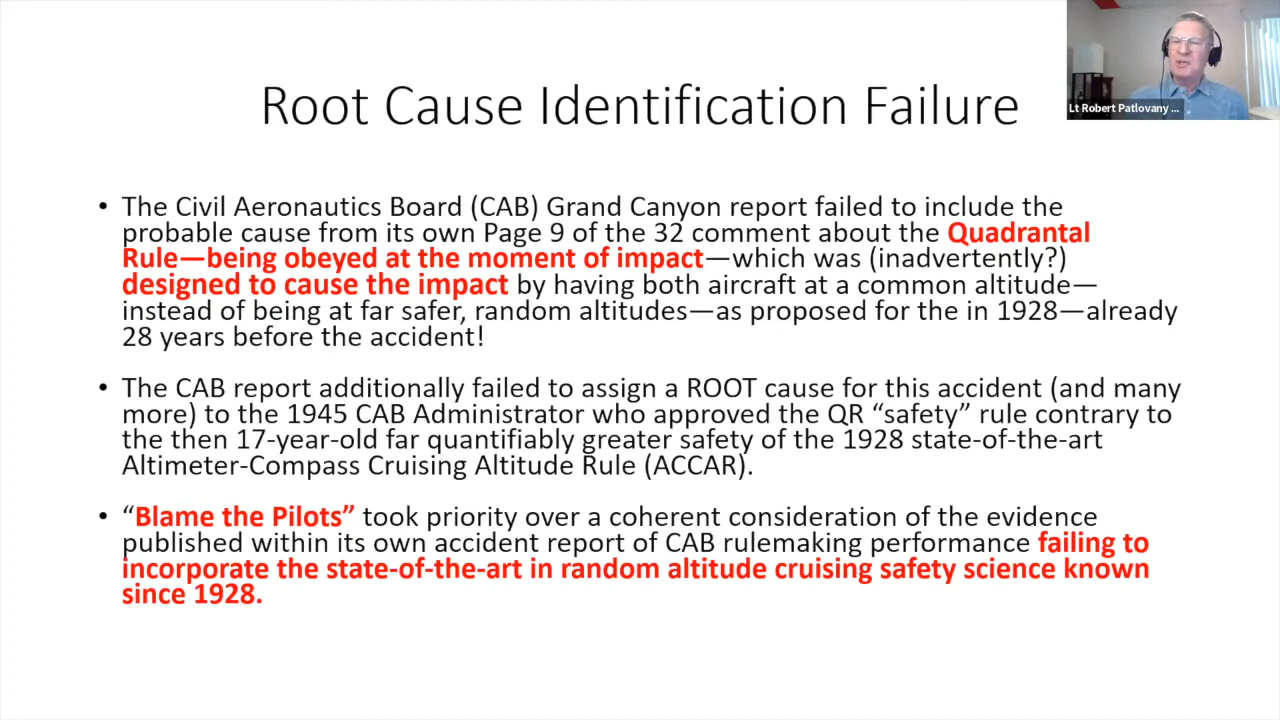 Lt Robert Patlovany ...
Root Cause Identification Failure
• The Civil Aeronautics Board (CAB) Grand Canyon report failed to include the
probable cause from its own Page 9 of the 32 comment about the Quadrantal
Rule—being obeyed at the moment of impact—which was (inadvertently?)
designed to cause the impact by having both aircraft at a common altitude—
instead of being at far safer, random altitudes—as proposed for the in 1928—already
28 years before the accident!
• The CAB report additionally failed to assign a ROOT cause for this accident (and many
more) to the 1945 CAB Administrator who approved the QR “safety” rule contrary to
the then 17-year-old far quantifiably greater safety of the 1928 state-of-the-art
Altimeter-Compass Cruising Altitude Rule (ACCAR).
• “Blame the Pilots” took priority over a coherent consideration of the evidence
published within its own accident report of CAB rulemaking performance failing to
incorporate the state-of-the-art in random altitude cruising safety science known
since 1928.